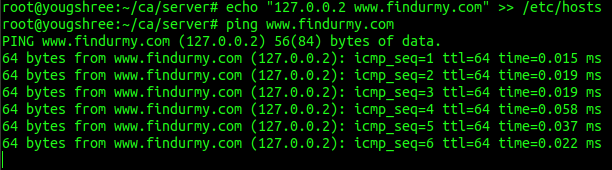 root@yougshree:~/ca/server# echo "127.0.0.2 www.findurmy.com" >> /etc/hosts
root@yougshree:~/ca/server# ping www.findurmy.com
PING www.findurmy.com (127.0.0.2) 56(84) bytes of data.
64 bytes from www.findurmy.com (127.0.0.2): icmp_seq=1 ttl=64 time=0.015 ms
64 bytes from www.findurmy.com (127.0.0.2): icmp_seq=2 ttl=64 time=0.019 ms
64 bytes from www.findurmy.com (127.0.0.2): icmp_seq=3 ttl=64 time=0.019 ms
64 bytes from www.findurmy.com (127.0.0.2): icmp_seq=4 ttl=64 time=0.058 ms
64 bytes from www.findurmy.com (127.0.0.2): icmp_seq=5 ttl=64 time=0.037 ms
64 bytes from www.findurmy.com (127.0.0.2): icmp_seq=6 ttl=64 time=0.022 ms